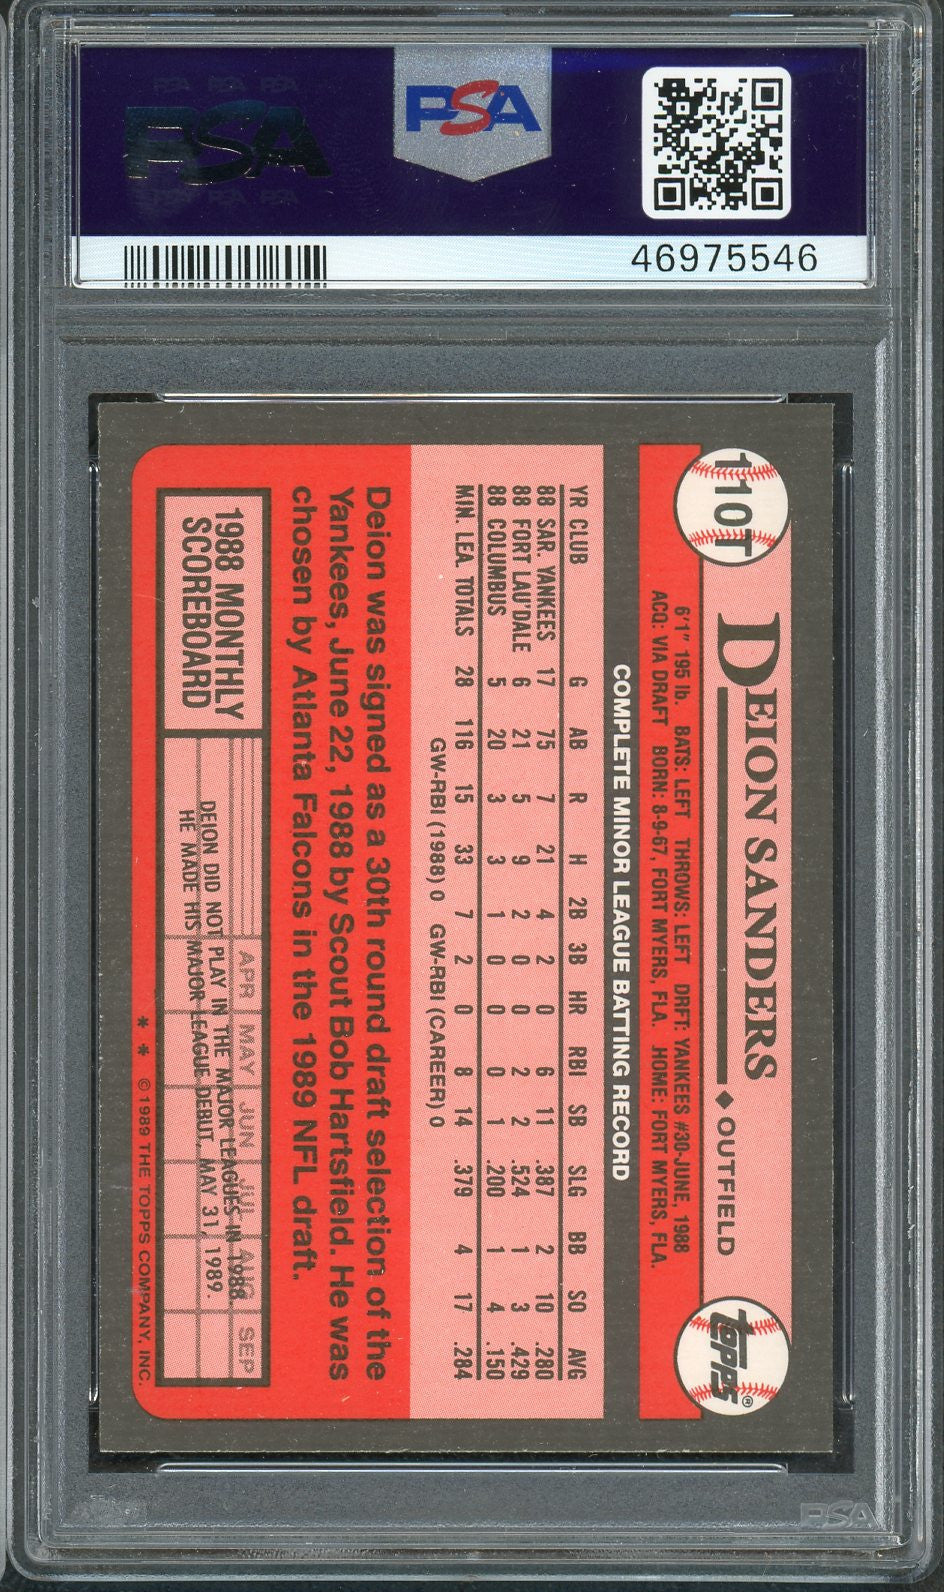 PSA PSA PSA
PSA
PSA PSA
PSA
46975546
110T
DEION SANDERS ◆OUTFIELD
topps®
6'1" 195 lb. BATS: LEFT THROWS: LEFT DRFT: YANKEES #30-JUNE, 1988
ACQ: VIA DRAFT BORN: 8-9-67, FORT MYERS, FLA. HOME: FORT MYERS, FLA.
COMPLETE MINOR LEAGUE BATTING RECORD
YR CLUB G AB R H 2B 3B HR RBI SB SLG BB SO AVG
88 SAR. YANKEES 17 75 7 21 4 2 0 6 11 .387 2 10 .280
88 FORT LAU'DALE 6 21 5 9 2 0 0 2 2 .524 1 3 .429
88 COLUMBUS 5 20 3 3 1 0 0 0 1 .200 1 4 .150
MIN. LEA. TOTALS 28 116 15 33 7 2 0 8 14 .379 4 17 .284
GW-RBI (1988) 0 GW-RBI (CAREER) 0
Deion was signed as a 30th round draft selection of the
Yankees, June 22, 1988 by Scout Bob Hartsfield. He was
chosen by Atlanta Falcons in the 1989 NFL draft.
1988 MONTHLY
SCOREBOARD
APR MAY JUN JUL AUG SEP
DEION DID NOT PLAY IN THE MAJOR LEAGUES IN 1988.
HE MADE HIS MAJOR LEAGUE DEBUT, MAY 31, 1989.
* * © 1989 THE TOPPS COMPANY, INC.
PSA